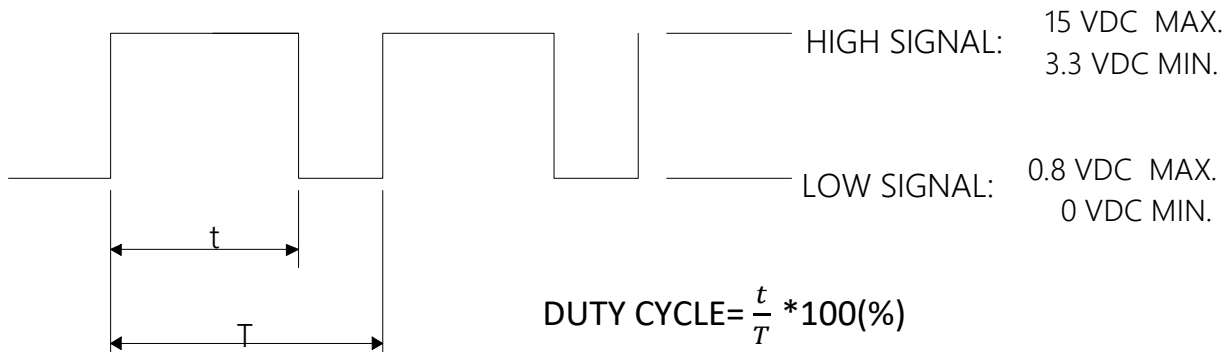 HIGH SIGNAL: 15 VDC MAX.
3.3 VDC MIN.
LOW SIGNAL: 0.8 VDC MAX.
0 VDC MIN.
t
T
DUTY CYCLE= t/T *100(%)